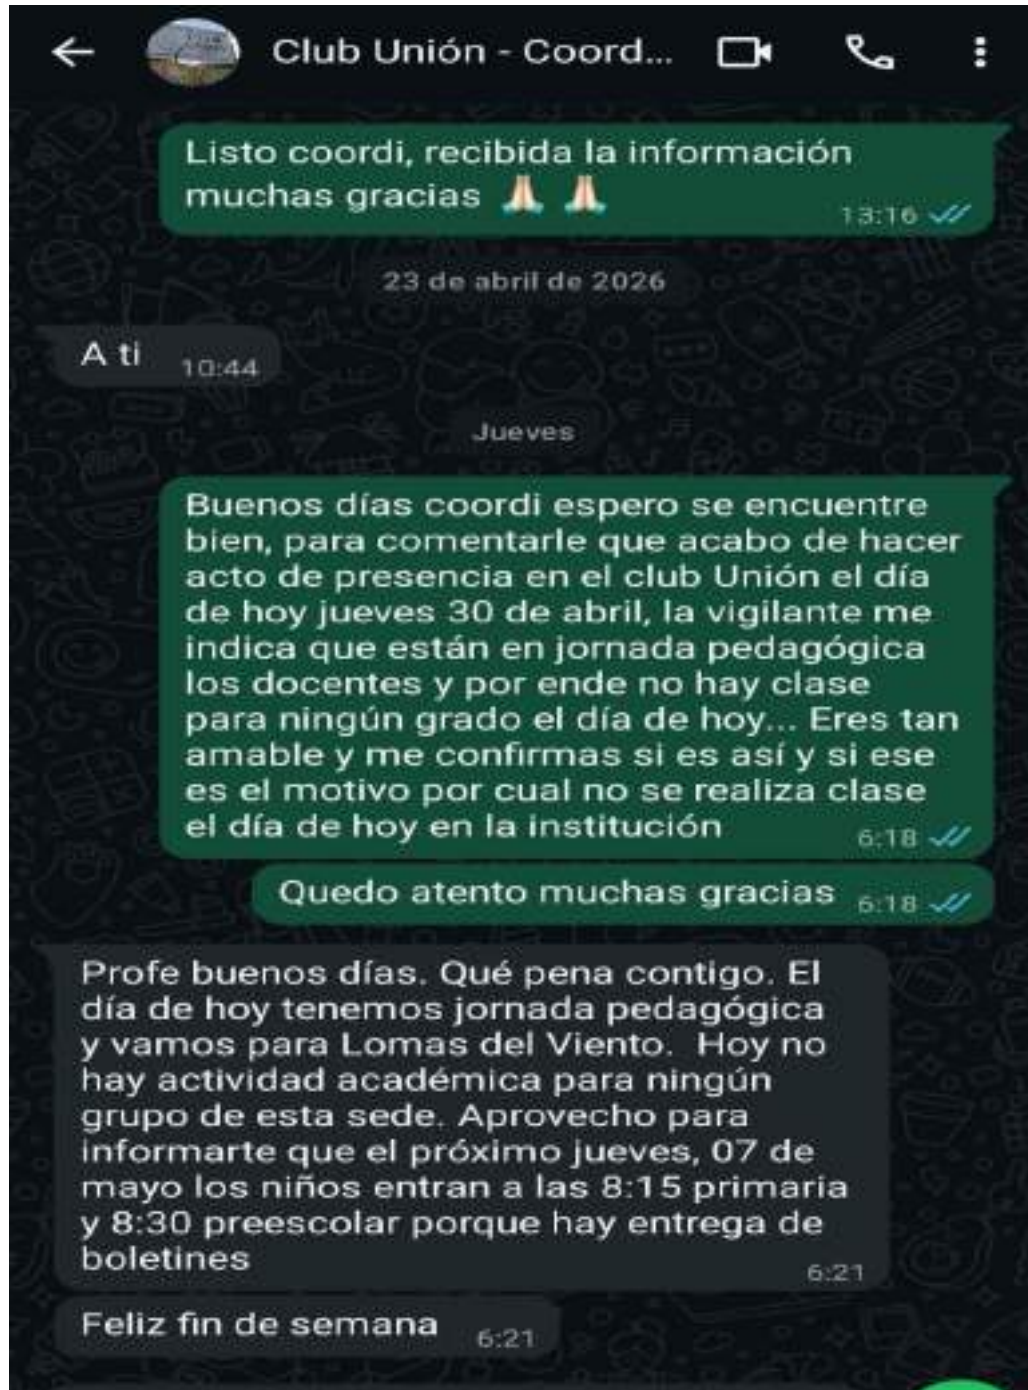 Club Unión - Coord...
Listo coordi, recibida la información
muchas gracias 🙏🏻 🙏🏻
13:16
23 de abril de 2026
A ti
10:44
Jueves
Buenos días coordi espero se encuentre
bien, para comentarle que acabo de hacer
acto de presencia en el club Unión el día
de hoy jueves 30 de abril, la vigilante me
indica que están en jornada pedagógica
los docentes y por ende no hay clase
para ningún grado el día de hoy... Eres tan
amable y me confirmas si es así y si ese
es el motivo por cual no se realiza clase
el día de hoy en la institución
6:18
Quedo atento muchas gracias
6:18
Profe buenos días. Qué pena contigo. El
día de hoy tenemos jornada pedagógica
y vamos para Lomas del Viento.  Hoy no
hay actividad académica para ningún
grupo de esta sede. Aprovecho para
informarte que el próximo jueves, 07 de
mayo los niños entran a las 8:15 primaria
y 8:30 preescolar porque hay entrega de
boletines
6:21
Feliz fin de semana
6:21